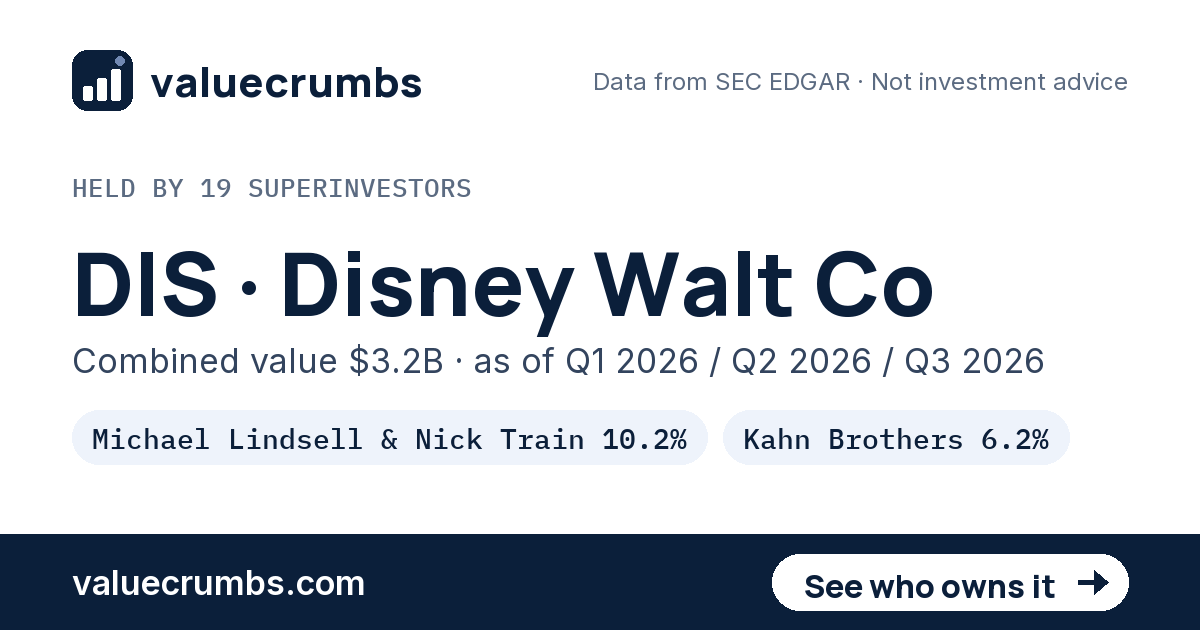 valuecrumbs
Data from SEC EDGAR · Not investment advice
HELD BY 19 SUPERINVESTORS
DIS · Disney Walt Co
Combined value $3.2B · as of Q1 2026 / Q2 2026 / Q3 2026
Michael Lindsell & Nick Train 10.2%
Kahn Brothers 6.2%
valuecrumbs.com
See who owns it →